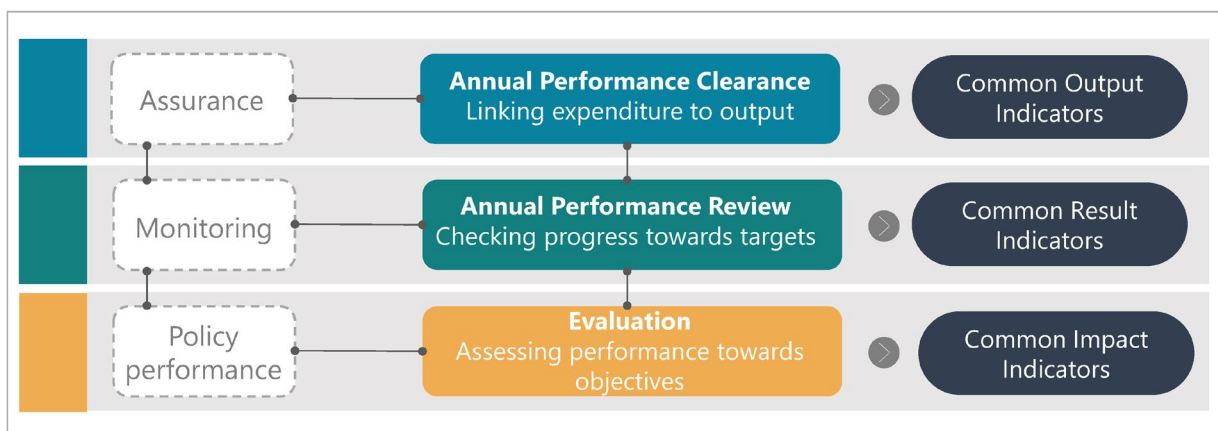 Assurance
Annual Performance Clearance
Linking expenditure to output
Common Output
Indicators
Monitoring
Annual Performance Review
Checking progress towards targets
Common Result
Indicators
Policy
performance
Evaluation
Assessing performance towards
objectives
Common Impact
Indicators